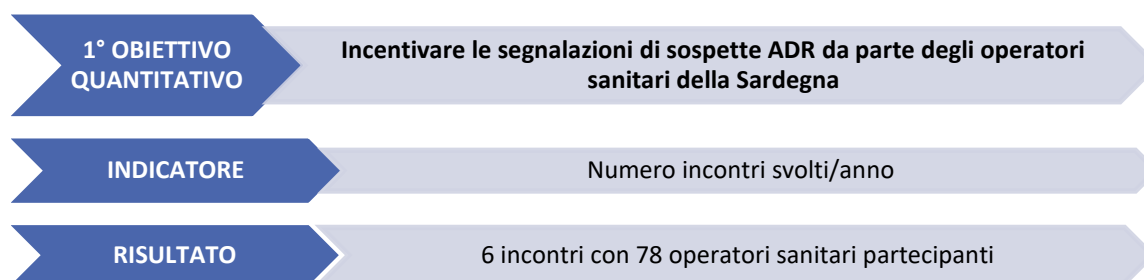 1° OBIETTIVO
QUANTITATIVO
Incentivare le segnalazioni di sospette ADR da parte degli operatori
sanitari della Sardegna
INDICATORE
Numero incontri svolti/anno
RISULTATO
6 incontri con 78 operatori sanitari partecipanti